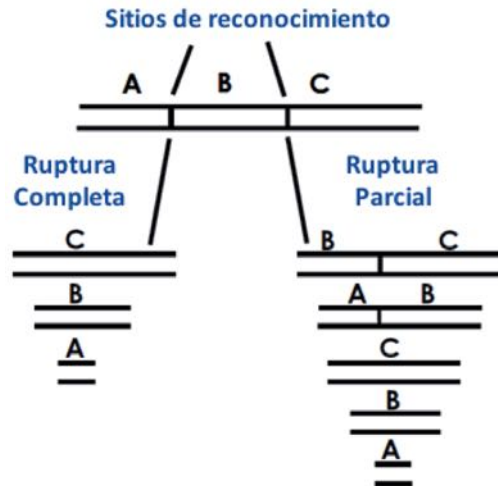 Sitios de reconocimiento
A B C
Ruptura
Completa
C
B
A
Ruptura
Parcial
B C
A B
C
B
A